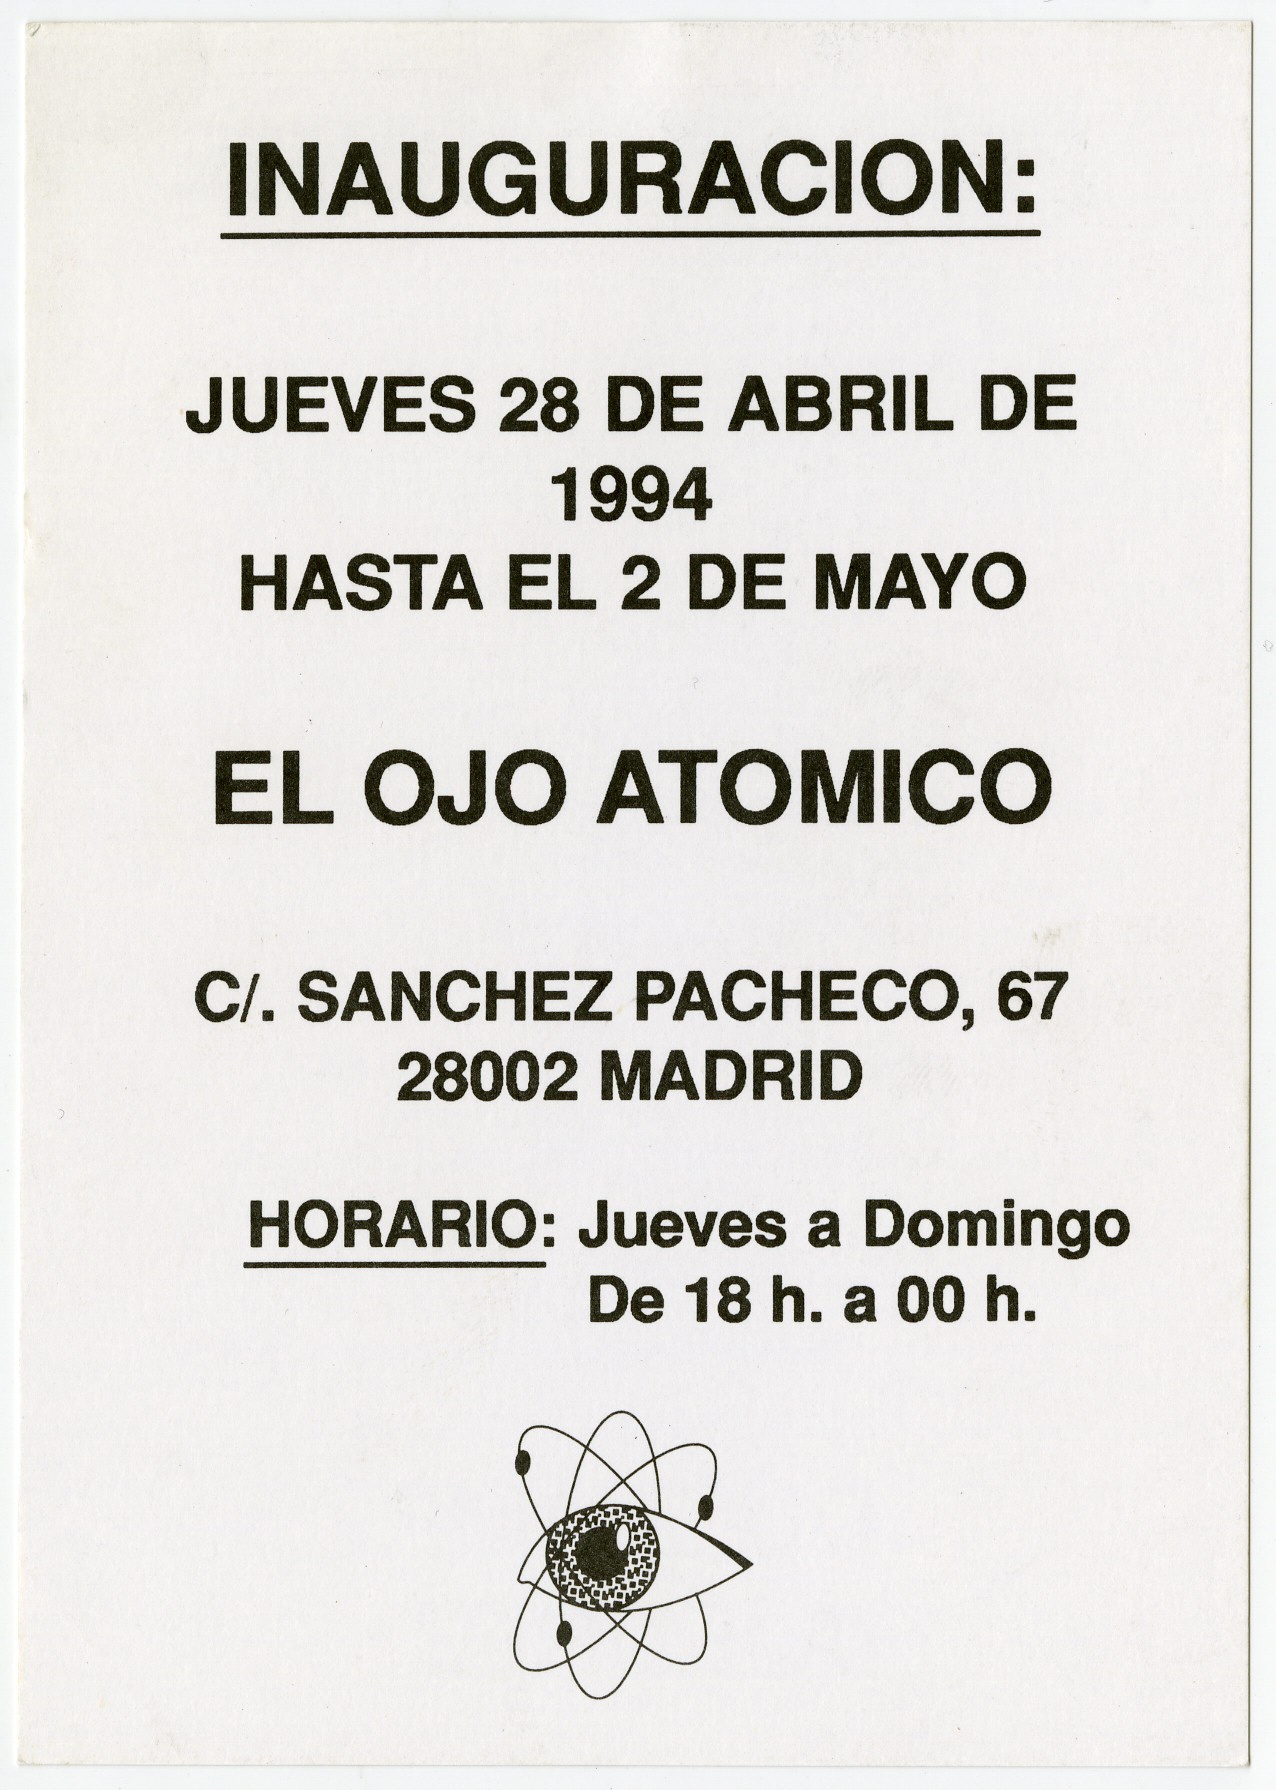 INAUGURACION:
JUEVES 28 DE ABRIL DE
1994
HASTA EL 2 DE MAYO
EL OJO ATOMICO
C/. SANCHEZ PACHECO, 67
28002 MADRID
HORARIO: Jueves a Domingo
De 18 h. a 00 h.